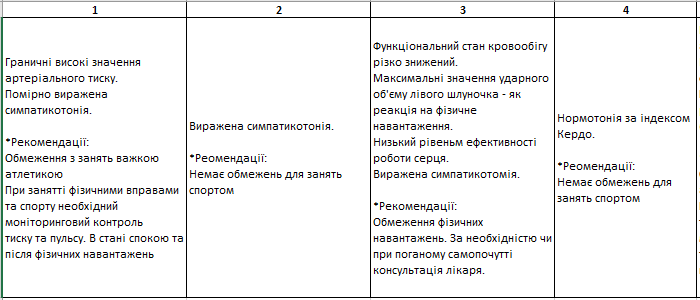 1
2
3
4
Граничні високі значення
артеріального тиску.
Помірно виражена
симпатикотонія.
*Рекомендації:
Обмеження з занять важкою
атлетикою
При занятті фізичними вправами
та спорту необхідний
моніторинговий контроль
тиску та пульсу. В стані спокою та
після фізичних навантажень
Виражена симпатикотонія.
*Реомендації:
Немає обмежень для занять
спортом
Функціональний стан кровообігу
різко знижений.
Максимальні значення ударного
об'єму лівого шлуночка - як
реакція на фізичне
навантаження.
Низький рівеньм ефективності
роботи серця.
Виражена симпатикотомія.
*Рекомендації:
Обмеження фізичних
навантажень. За необхідністю чи
при поганому самопочутті
консультація лікаря.
Нормотонія за індексом
Кердо.
*Реомендації:
Немає обмежень для
занять спортом